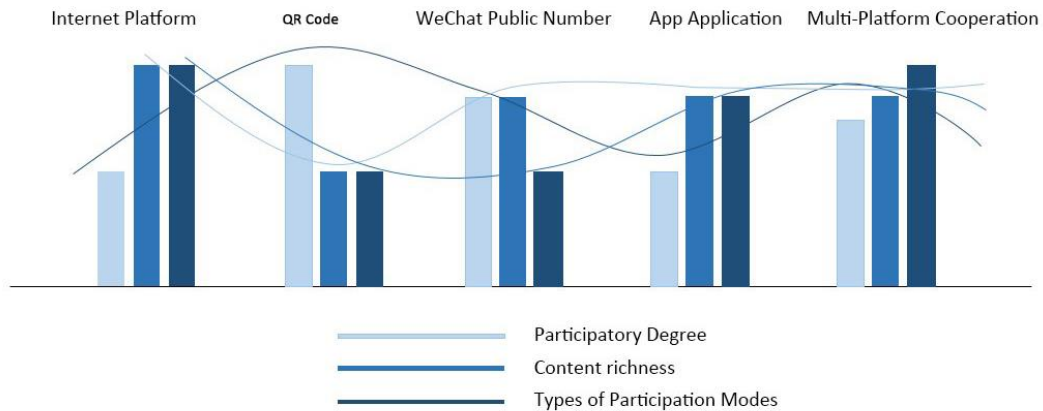 Internet Platform
QR Code
WeChat Public Number
App Application
Multi-Platform Cooperation
Participatory Degree
Content richness
Types of Participation Modes